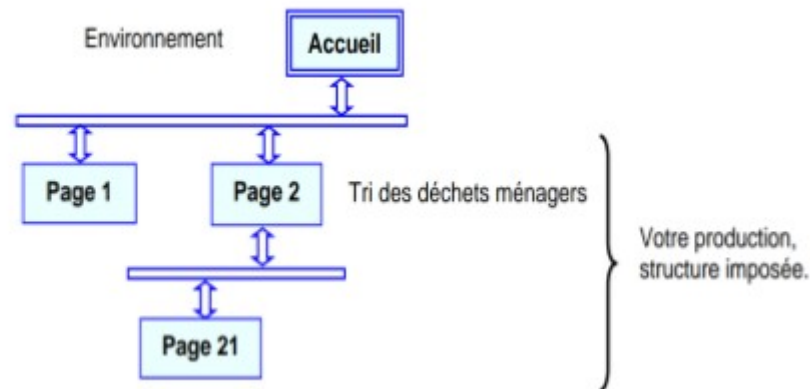 Environnement
Accueil
Page 1
Page 2
Tri des déchets ménagers
Votre production,
structure imposée.
Page 21